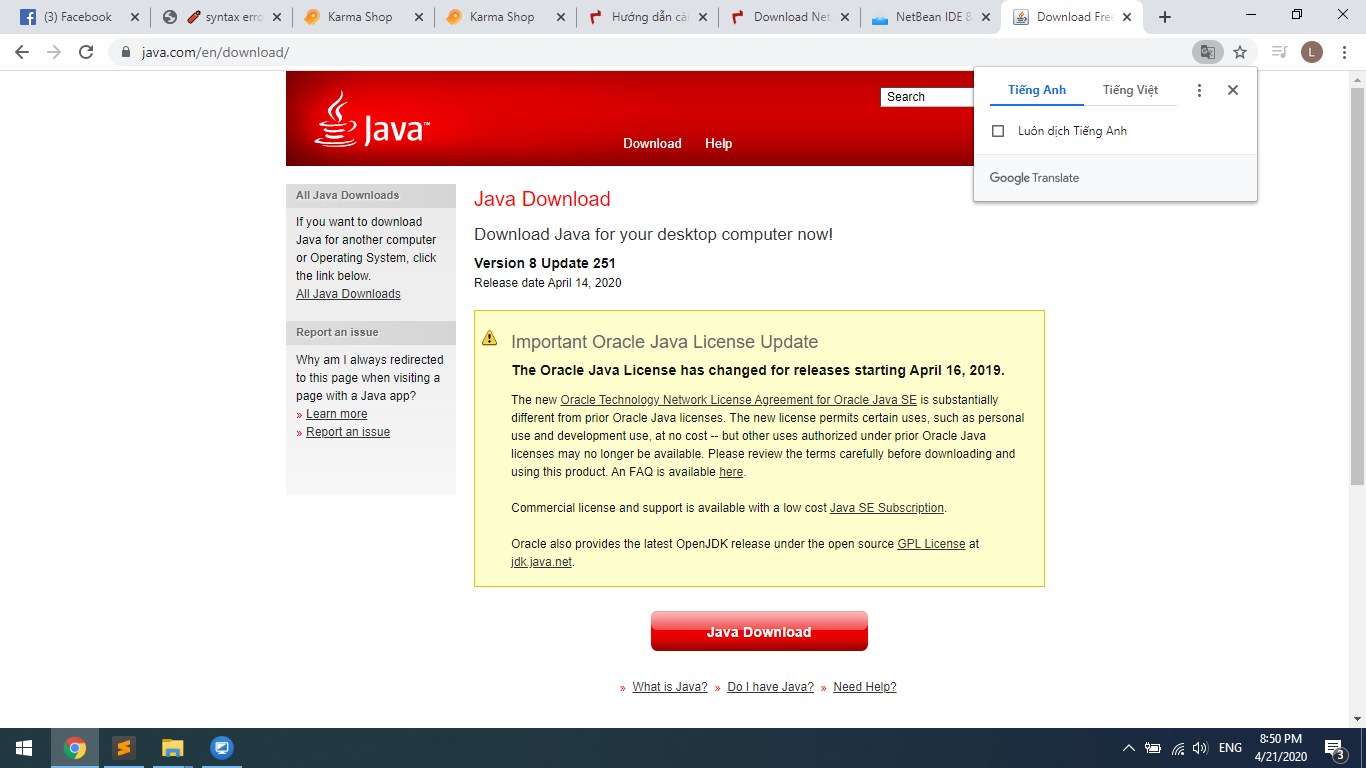 (3) Facebook
syntax erro
Karma Shop
Karma Shop
Hướng dẫn cài
Download Net
NetBean IDE 8
Download Free
java.com/en/download/
L
Java™
Search
Download Help
Tiếng Anh Tiếng Việt
Luôn dịch Tiếng Anh
Google Translate
All Java Downloads
If you want to download
Java for another computer
or Operating System, click
the link below.
All Java Downloads
Report an issue
Why am I always redirected
to this page when visiting a
page with a Java app?
» Learn more
» Report an issue
Java Download
Download Java for your desktop computer now!
Version 8 Update 251
Release date April 14, 2020
Important Oracle Java License Update
The Oracle Java License has changed for releases starting April 16, 2019.
The new Oracle Technology Network License Agreement for Oracle Java SE is substantially
different from prior Oracle Java licenses. The new license permits certain uses, such as personal
use and development use, at no cost -- but other uses authorized under prior Oracle Java
licenses may no longer be available. Please review the terms carefully before downloading and
using this product. An FAQ is available here.
Commercial license and support is available with a low cost Java SE Subscription.
Oracle also provides the latest OpenJDK release under the open source GPL License at
jdk.java.net.
Java Download
» What is Java? » Do I have Java? » Need Help?
ENG
8:50 PM
4/21/2020
3